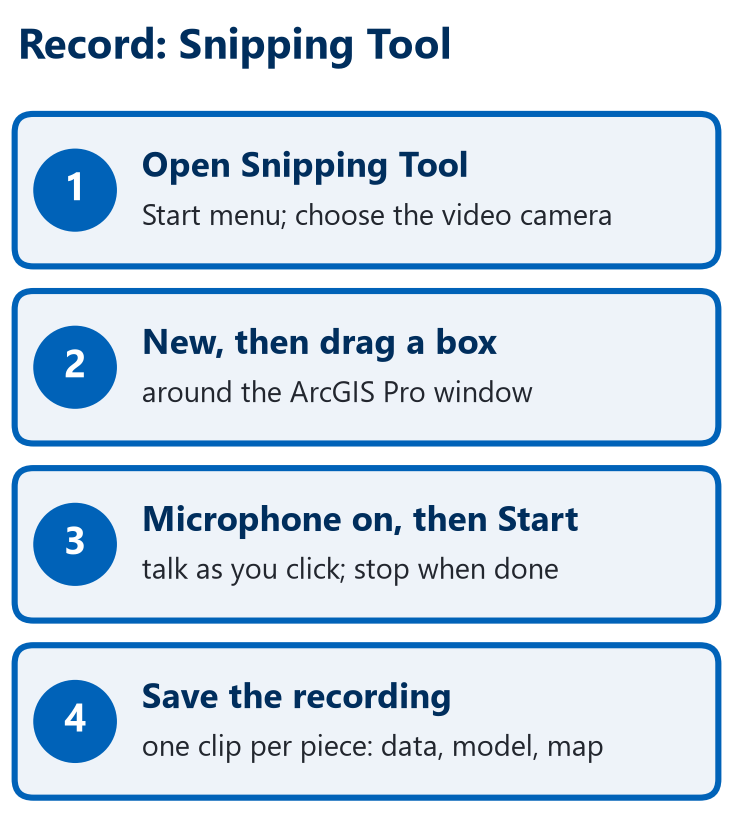 Record: Snipping Tool
1
Open Snipping Tool
Start menu; choose the video camera
2
New, then drag a box
around the ArcGIS Pro window
3
Microphone on, then Start
talk as you click; stop when done
4
Save the recording
one clip per piece: data, model, map